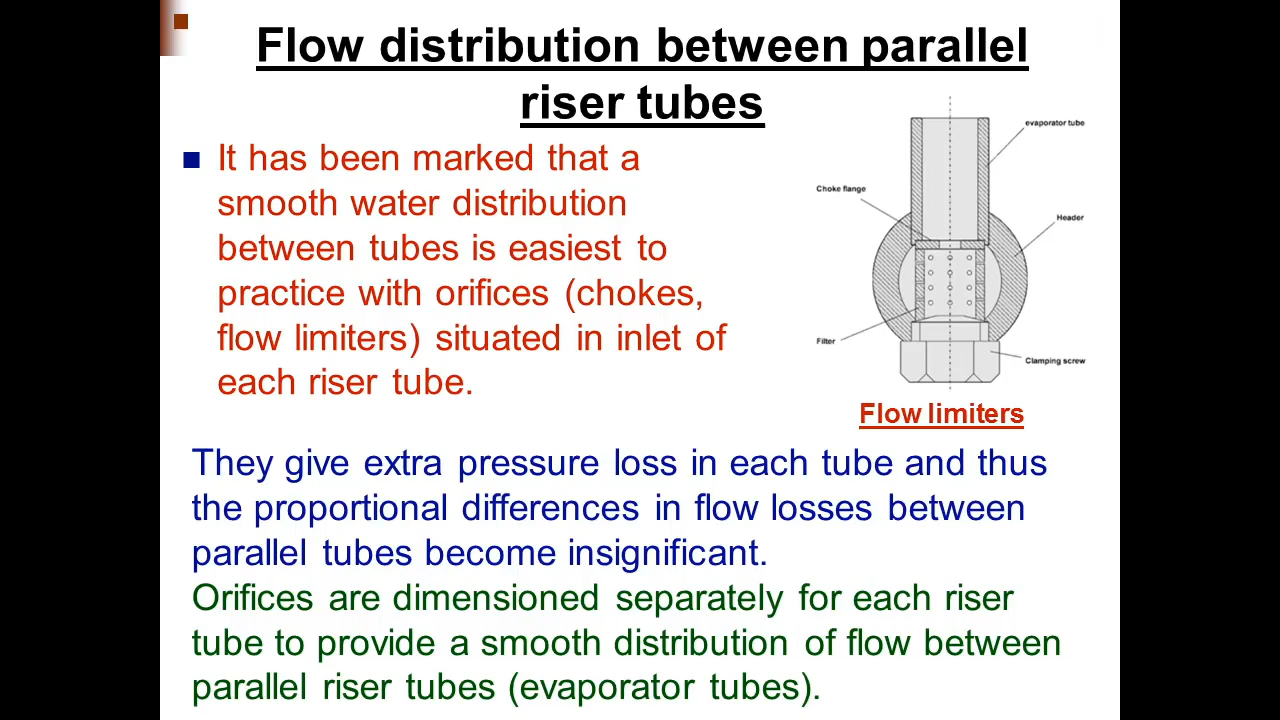 Flow distribution between parallel
riser tubes
It has been marked that a
smooth water distribution
between tubes is easiest to
practice with orifices (chokes,
flow limiters) situated in inlet of
each riser tube.
evaporator tube
Choke flange
Header
Filter
Clamping screw
Flow limiters
They give extra pressure loss in each tube and thus
the proportional differences in flow losses between
parallel tubes become insignificant.
Orifices are dimensioned separately for each riser
tube to provide a smooth distribution of flow between
parallel riser tubes (evaporator tubes).